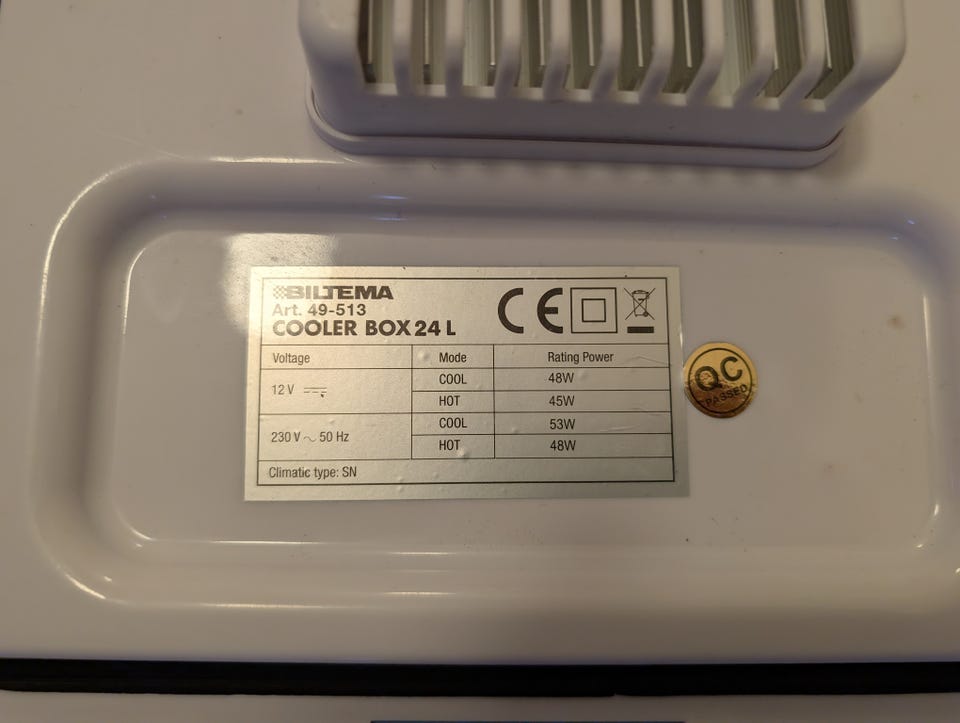 BILTEMA
Art. 49-513
COOLER BOX 24 L
CE
Voltage Mode Rating Power
12 V COOL 48W
HOT 45W
230 V ~ 50 Hz COOL 53W
HOT 48W
Climatic type: SN
QC
PASSED